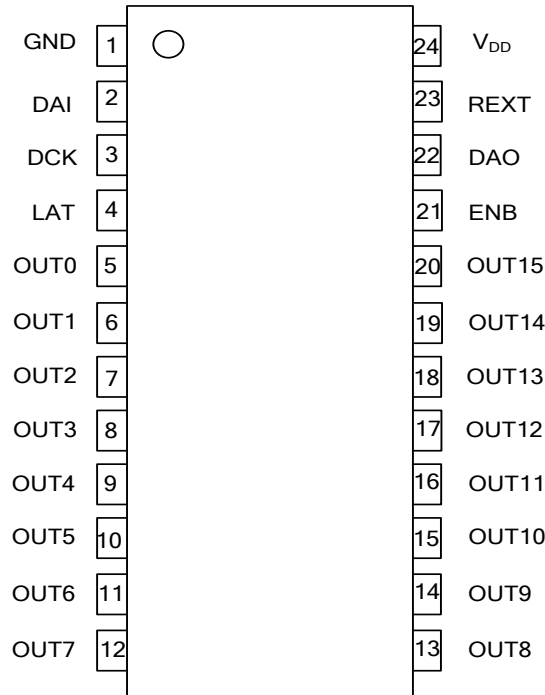 GND 1 24 VDD
DAI 2 23 REXT
DCK 3 22 DAO
LAT 4 21 ENB
OUT0 5 20 OUT15
OUT1 6 19 OUT14
OUT2 7 18 OUT13
OUT3 8 17 OUT12
OUT4 9 16 OUT11
OUT5 10 15 OUT10
OUT6 11 14 OUT9
OUT7 12 13 OUT8